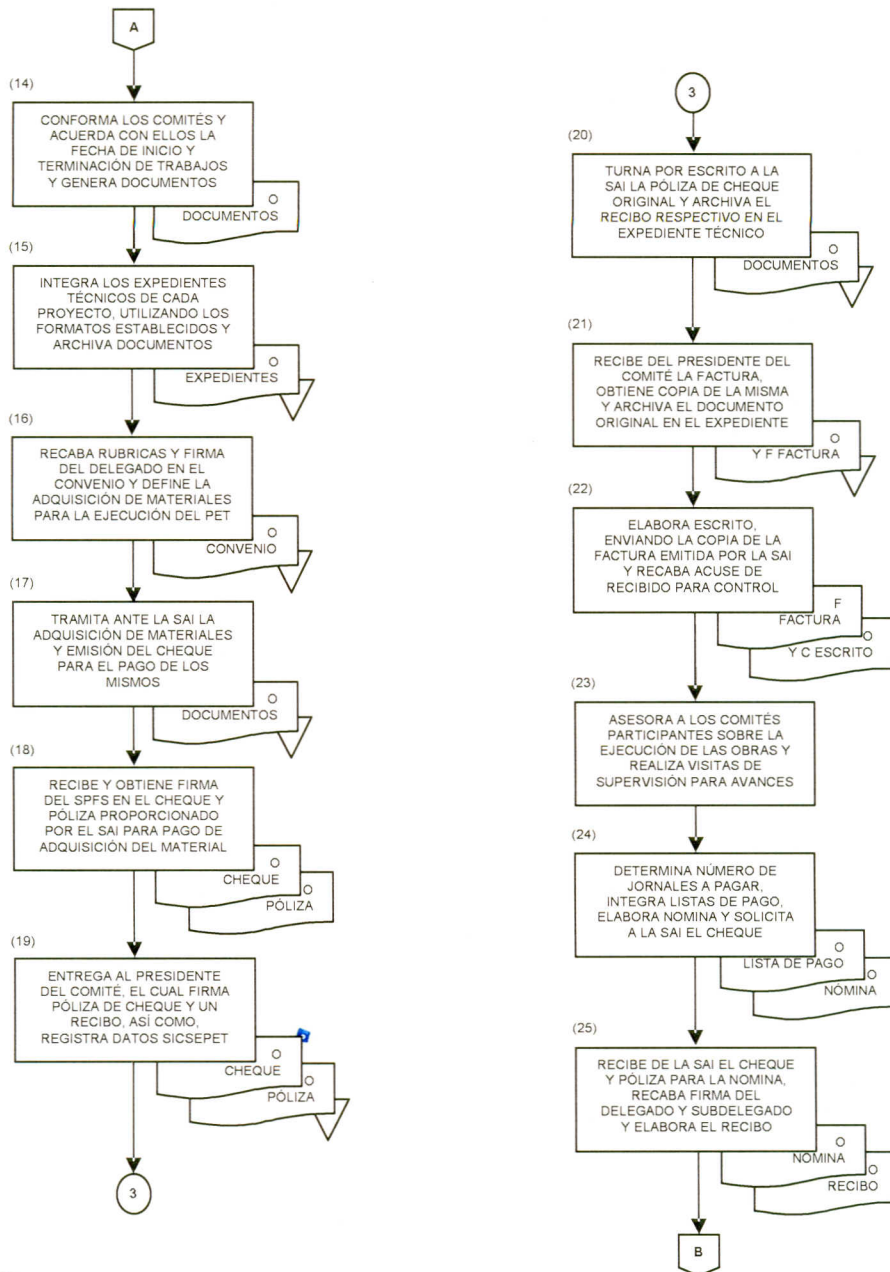 A
(14)
CONFORMA LOS COMITÉS Y
ACUERDA CON ELLOS LA
FECHA DE INICIO Y
TERMINACIÓN DE TRABAJOS
Y GENERA DOCUMENTOS
O
DOCUMENTOS
(15)
INTEGRA LOS EXPEDIENTES
TÉCNICOS DE CADA
PROYECTO, UTILIZANDO LOS
FORMATOS ESTABLECIDOS Y
ARCHIVA DOCUMENTOS
O
EXPEDIENTES
(16)
RECABA RUBRICAS Y FIRMA
DEL DELEGADO EN EL
CONVENIO Y DEFINE LA
ADQUISICIÓN DE MATERIALES
PARA LA EJECUCIÓN DEL PET
O
CONVENIO
(17)
TRAMITA ANTE LA SAI LA
ADQUISICIÓN DE MATERIALES
Y EMISIÓN DEL CHEQUE
PARA EL PAGO DE LOS
MISMOS
O
DOCUMENTOS
(18)
RECIBE Y OBTIENE FIRMA
DEL SPFS EN EL CHEQUE Y
PÓLIZA PROPORCIONADO
POR EL SAI PARA PAGO DE
ADQUISICIÓN DEL MATERIAL
O
CHEQUE
O
PÓLIZA
(19)
ENTREGA AL PRESIDENTE
DEL COMITÉ, EL CUAL FIRMA
PÓLIZA DE CHEQUE Y UN
RECIBO, ASÍ COMO,
REGISTRA DATOS SICSEPET
O
CHEQUE
O
PÓLIZA
3
3
(20)
TURNA POR ESCRITO A LA
SAI LA PÓLIZA DE CHEQUE
ORIGINAL Y ARCHIVA EL
RECIBO RESPECTIVO EN EL
EXPEDIENTE TÉCNICO
O
DOCUMENTOS
(21)
RECIBE DEL PRESIDENTE DEL
COMITÉ LA FACTURA,
OBTIENE COPIA DE LA MISMA
Y ARCHIVA EL DOCUMENTO
ORIGINAL EN EL EXPEDIENTE
O
Y F FACTURA
(22)
ELABORA ESCRITO,
ENVIANDO LA COPIA DE LA
FACTURA EMITIDA POR LA SAI
Y RECABA ACUSE DE
RECIBIDO PARA CONTROL
F
FACTURA
O
Y C ESCRITO
(23)
ASESORA A LOS COMITÉS
PARTICIPANTES SOBRE LA
EJECUCIÓN DE LAS OBRAS Y
REALIZA VISITAS DE
SUPERVISIÓN PARA AVANCES
(24)
DETERMINA NÚMERO DE
JORNALES A PAGAR,
INTEGRA LISTAS DE PAGO,
ELABORA NOMINA Y SOLICITA
A LA SAI EL CHEQUE
O
LISTA DE PAGO
O
NÓMINA
(25)
RECIBE DE LA SAI EL CHEQUE
Y PÓLIZA PARA LA NOMINA,
RECABA FIRMA DEL
DELEGADO Y SUBDELEGADO
Y ELABORA EL RECIBO
O
NOMINA
O
RECIBO
B